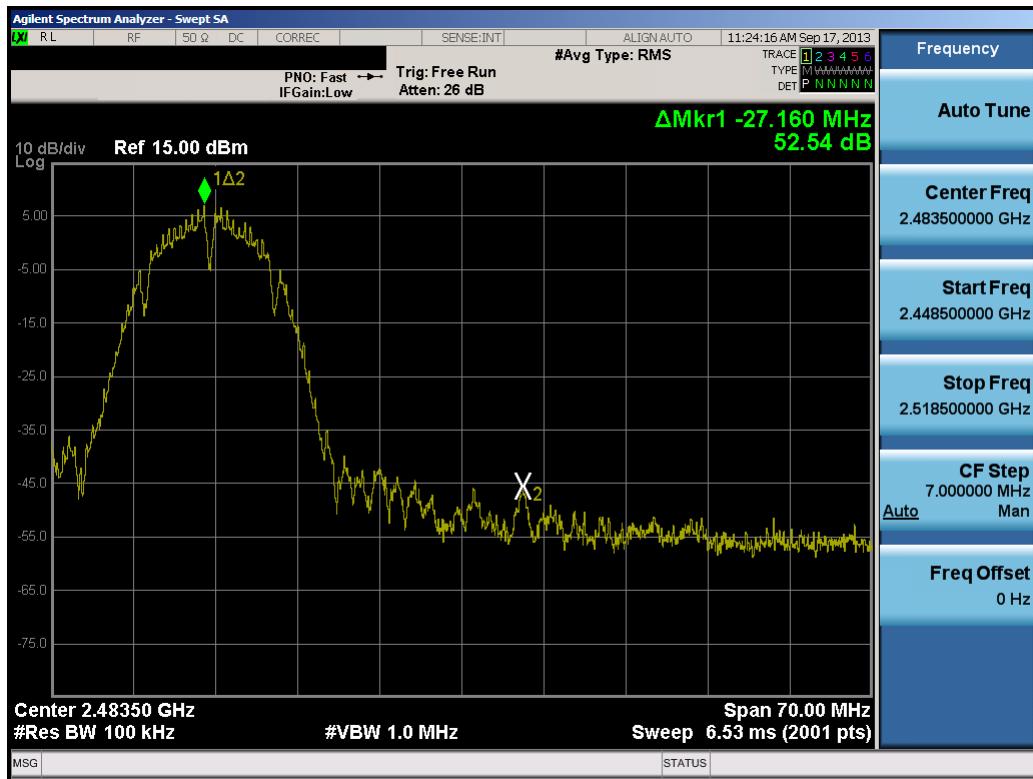 Agilent Spectrum Analyzer - Swept SA
LXI RL RF 50 Ω DC CORREC SENSE:INT ALIGN AUTO 11:24:16 AM Sep 17, 2013
#Avg Type: RMS
TRACE 1 2 3 4 5 6
TYPE M WWWWW
DET P N N N N N
PNO: Fast
IFGain:Low
Trig: Free Run
Atten: 26 dB
ΔMkr1 -27.160 MHz
52.54 dB
10 dB/div
Log
Ref 15.00 dBm
1Δ2
5.00
-5.00
-15.0
-25.0
-35.0
-45.0
-55.0
-65.0
-75.0
X2
Center 2.48350 GHz
#Res BW 100 kHz
#VBW 1.0 MHz
Span 70.00 MHz
Sweep 6.53 ms (2001 pts)
MSG
STATUS
Frequency
Auto Tune
Center Freq
2.483500000 GHz
Start Freq
2.448500000 GHz
Stop Freq
2.518500000 GHz
CF Step
7.000000 MHz
Auto Man
Freq Offset
0 Hz